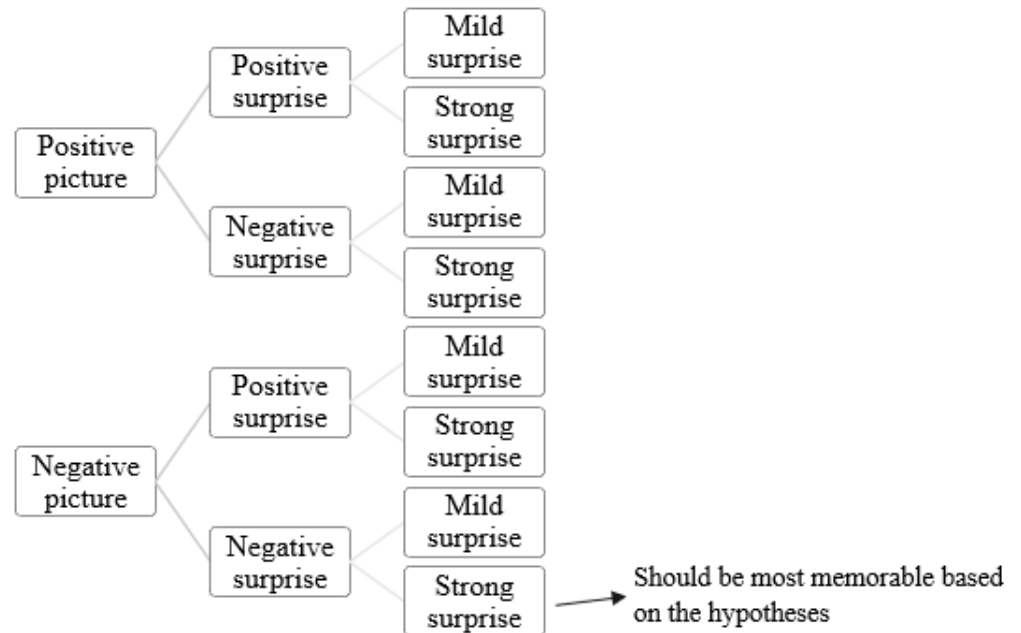 Positive
picture
Positive
surprise
Mild
surprise
Strong
surprise
Negative
surprise
Mild
surprise
Strong
surprise
Negative
picture
Positive
surprise
Mild
surprise
Strong
surprise
Negative
surprise
Mild
surprise
Strong
surprise
Should be most memorable based
on the hypotheses